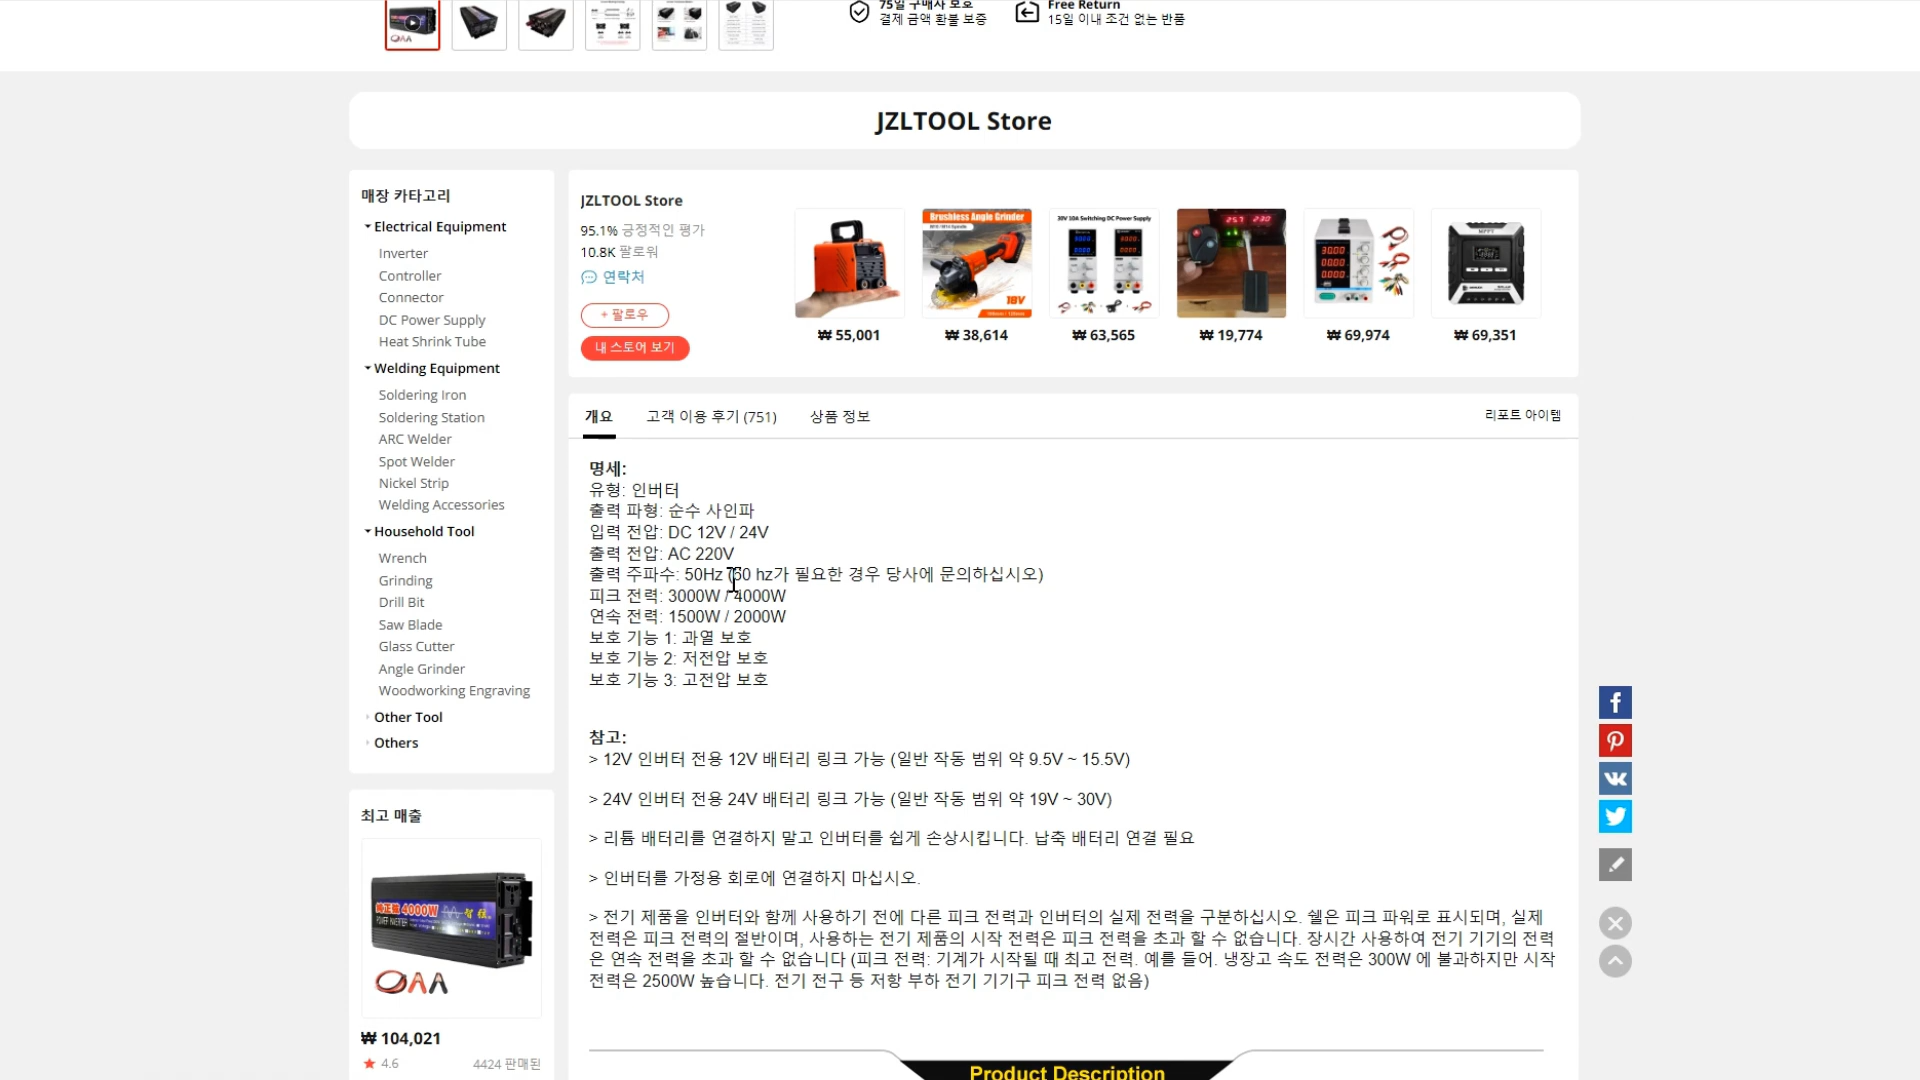 75일 구매자 보호
결제 금액 환불 보증
Free Return
15일 이내 조건 없는 반품
JZLTOOL Store
매장 카타고리
Electrical Equipment
Inverter
Controller
Connector
DC Power Supply
Heat Shrink Tube
Welding Equipment
Soldering Iron
Soldering Station
ARC Welder
Spot Welder
Nickel Strip
Welding Accessories
Household Tool
Wrench
Grinding
Drill Bit
Saw Blade
Glass Cutter
Angle Grinder
Woodworking Engraving
Other Tool
Others
최고 매출
₩ 104,021
4.6
4424 판매된
JZLTOOL Store
95.1% 긍정적인 평가
10.8K 팔로워
연락처
+ 팔로우
내 스토어 보기
Brushless Angle Grinder
18V
30V 10A Switching DC Power Supply
MPPT
₩ 55,001
₩ 38,614
₩ 63,565
₩ 19,774
₩ 69,974
₩ 69,351
개요
고객 이용 후기 (751)
상품 정보
리포트 아이템
명세:
유형: 인버터
출력 파형: 순수 사인파
입력 전압: DC 12V / 24V
출력 전압: AC 220V
출력 주파수: 50Hz (60 hz가 필요한 경우 당사에 문의하십시오)
피크 전력: 3000W / 4000W
연속 전력: 1500W / 2000W
보호 기능 1: 과열 보호
보호 기능 2: 저전압 보호
보호 기능 3: 고전압 보호
참고:
> 12V 인버터 전용 12V 배터리 링크 가능 (일반 작동 범위 약 9.5V ~ 15.5V)
> 24V 인버터 전용 24V 배터리 링크 가능 (일반 작동 범위 약 19V ~ 30V)
> 리튬 배터리를 연결하지 말고 인버터를 쉽게 손상시킵니다. 납축 배터리 연결 필요
> 인버터를 가정용 회로에 연결하지 마십시오.
> 전기 제품을 인버터와 함께 사용하기 전에 다른 피크 전력과 인버터의 실제 전력을 구분하십시오. 쉘은 피크 파워로 표시되며, 실제
전력은 피크 전력의 절반이며, 사용하는 전기 제품의 시작 전력은 피크 전력을 초과 할 수 없습니다. 장시간 사용하여 전기 기기의 전력
은 연속 전력을 초과 할 수 없습니다 (피크 전력: 기계가 시작될 때 최고 전력. 예를 들어. 냉장고 속도 전력은 300W 에 불과하지만 시작
전력은 2500W 높습니다. 전기 전구 등 저항 부하 전기 기기구 피크 전력 없음)
Product Description